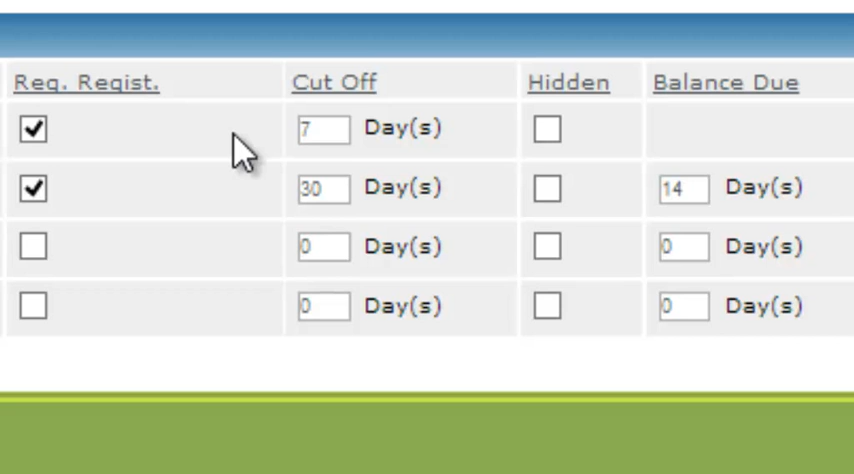 Req. Regist. Cut Off Hidden Balance Due
7 Day(s)
30 Day(s) 14 Day(s)
0 Day(s) 0 Day(s)
0 Day(s) 0 Day(s)